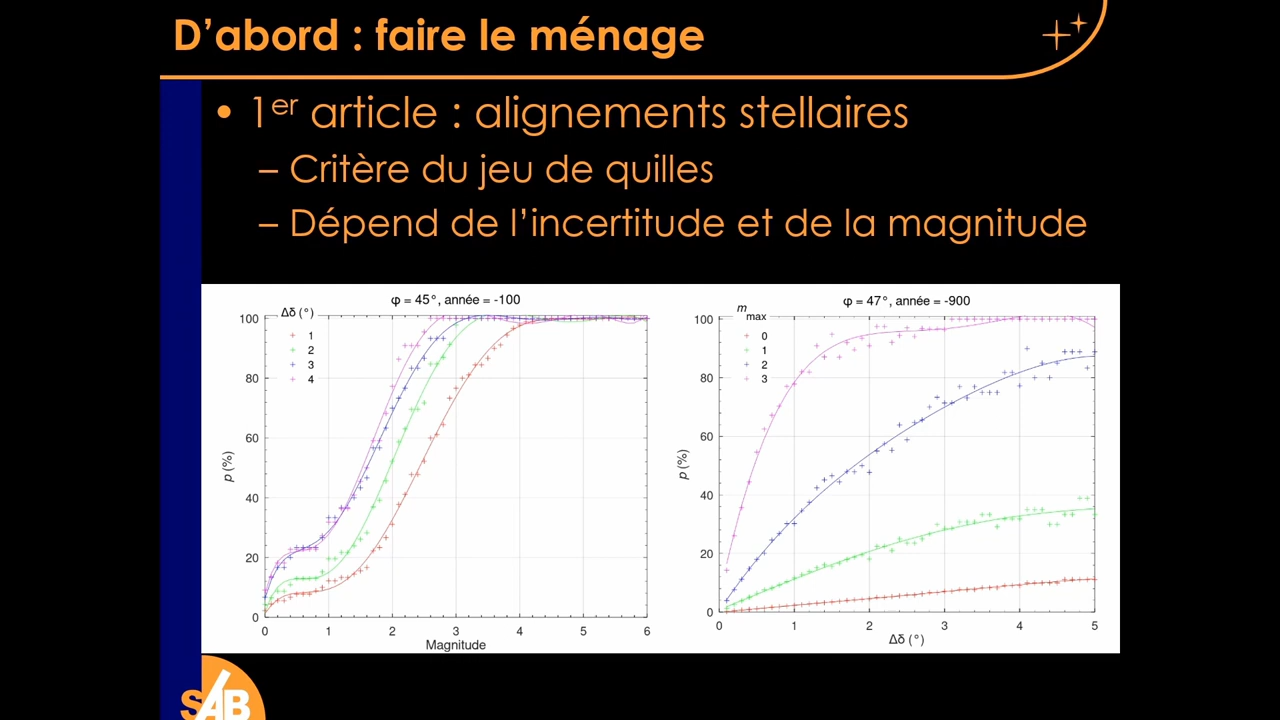 D’abord : faire le ménage
• 1er article : alignements stellaires
– Critère du jeu de quilles
– Dépend de l’incertitude et de la magnitude
φ = 45°, année = -100
Δδ (°)
1
2
3
4
100
80
60
40
20
0
p (%)
0 1 2 3 4 5 6
Magnitude
φ = 47°, année = -900
mmax
0
1
2
3
100
80
60
40
20
0
p (%)
0 1 2 3 4 5
Δδ (°)
SAB